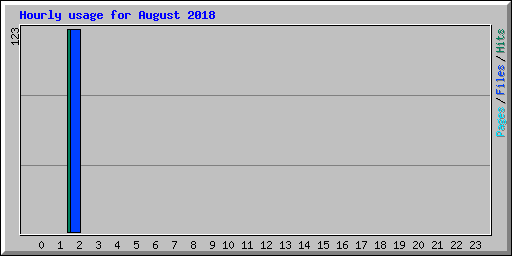 Hourly usage for August 2018
123
Pages/Files/Hits
0 1 2 3 4 5 6 7 8 9 10 11 12 13 14 15 16 17 18 19 20 21 22 23